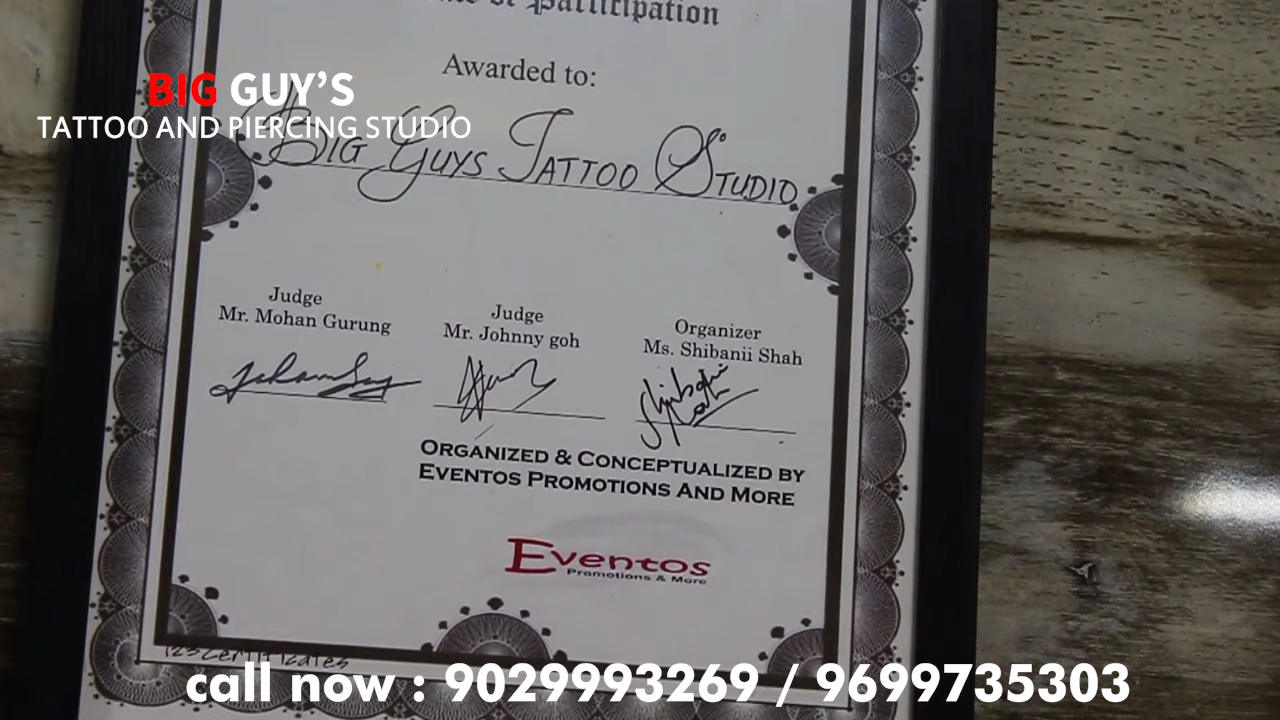 of Participation
Awarded to:
BIG GUY'S
TATTOO AND PIERCING STUDIO
BIG GUYS TATTOO STUDIO
Judge
Mr. Mohan Gurung
Judge
Mr. Johnny goh
Organizer
Ms. Shibanii Shah
ORGANIZED & CONCEPTUALIZED BY
EVENTOS PROMOTIONS AND MORE
Eventos
Promotions & More
123Certificates
call now : 9029993269 / 9699735303